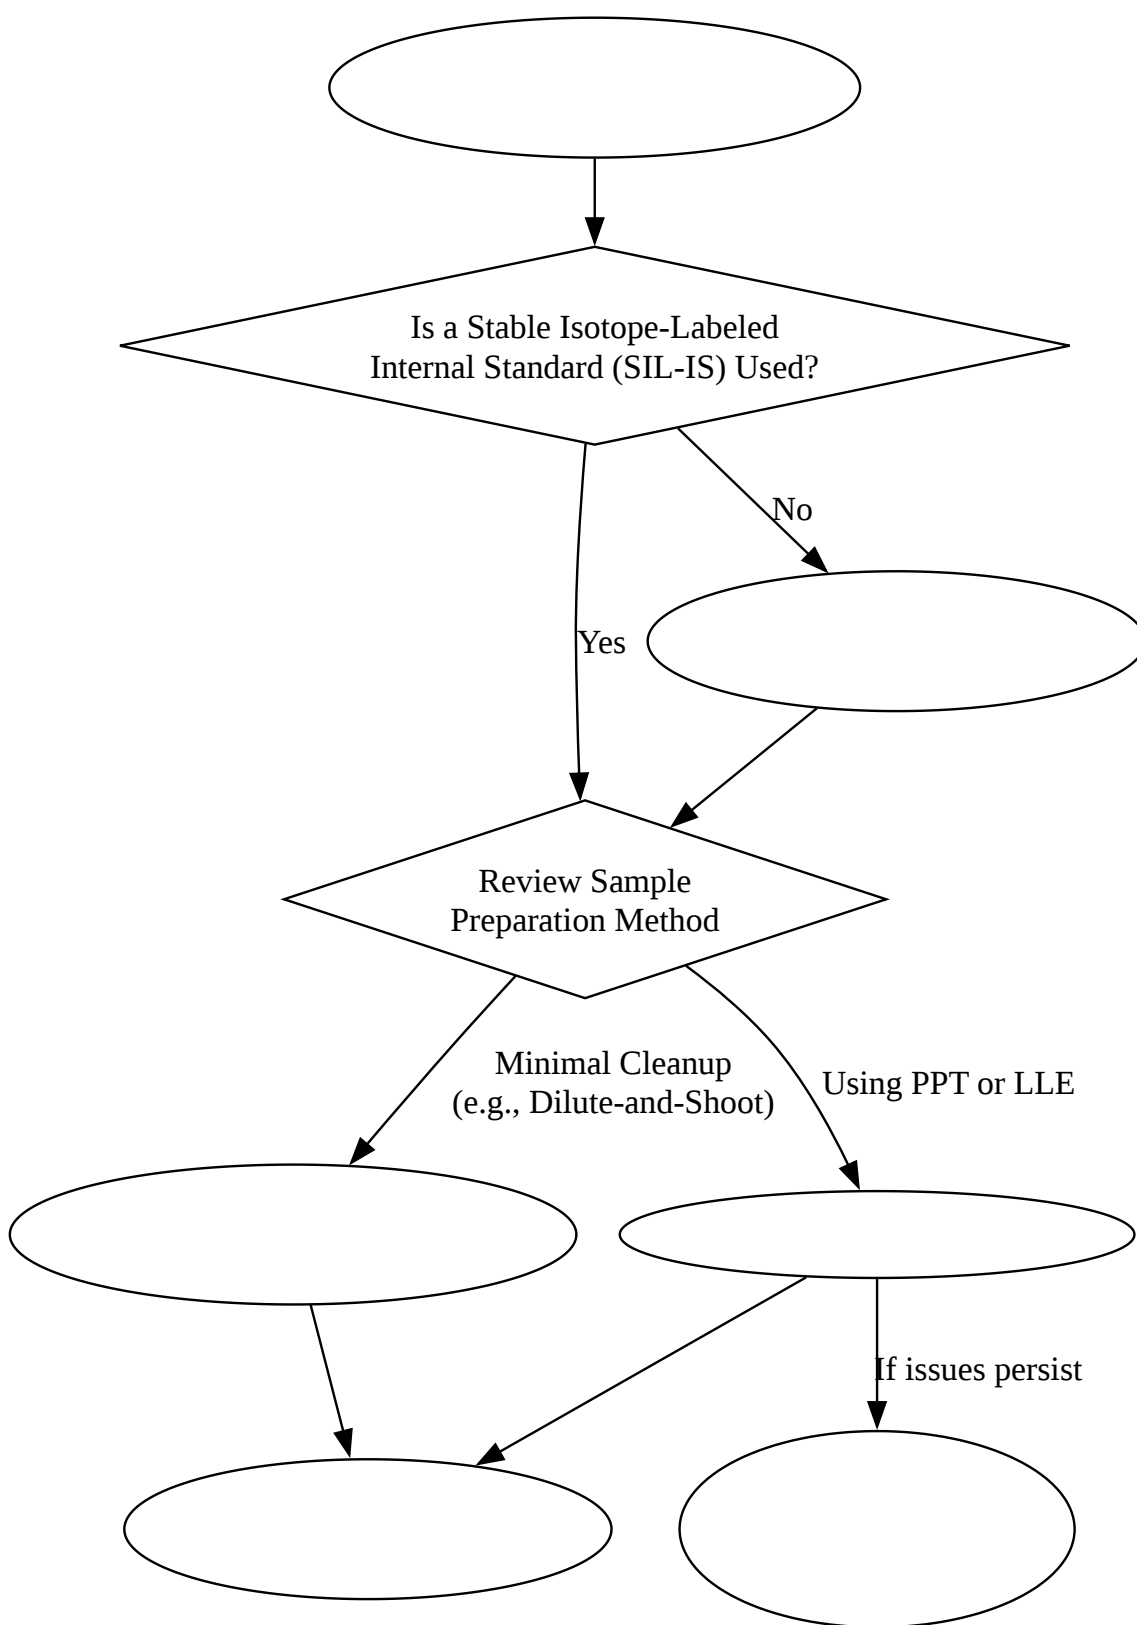 Is a Stable Isotope-Labeled
Internal Standard (SIL-IS) Used?
No
Yes
Review Sample
Preparation Method
Minimal Cleanup
(e.g., Dilute-and-Shoot)
Using PPT or LLE
If issues persist